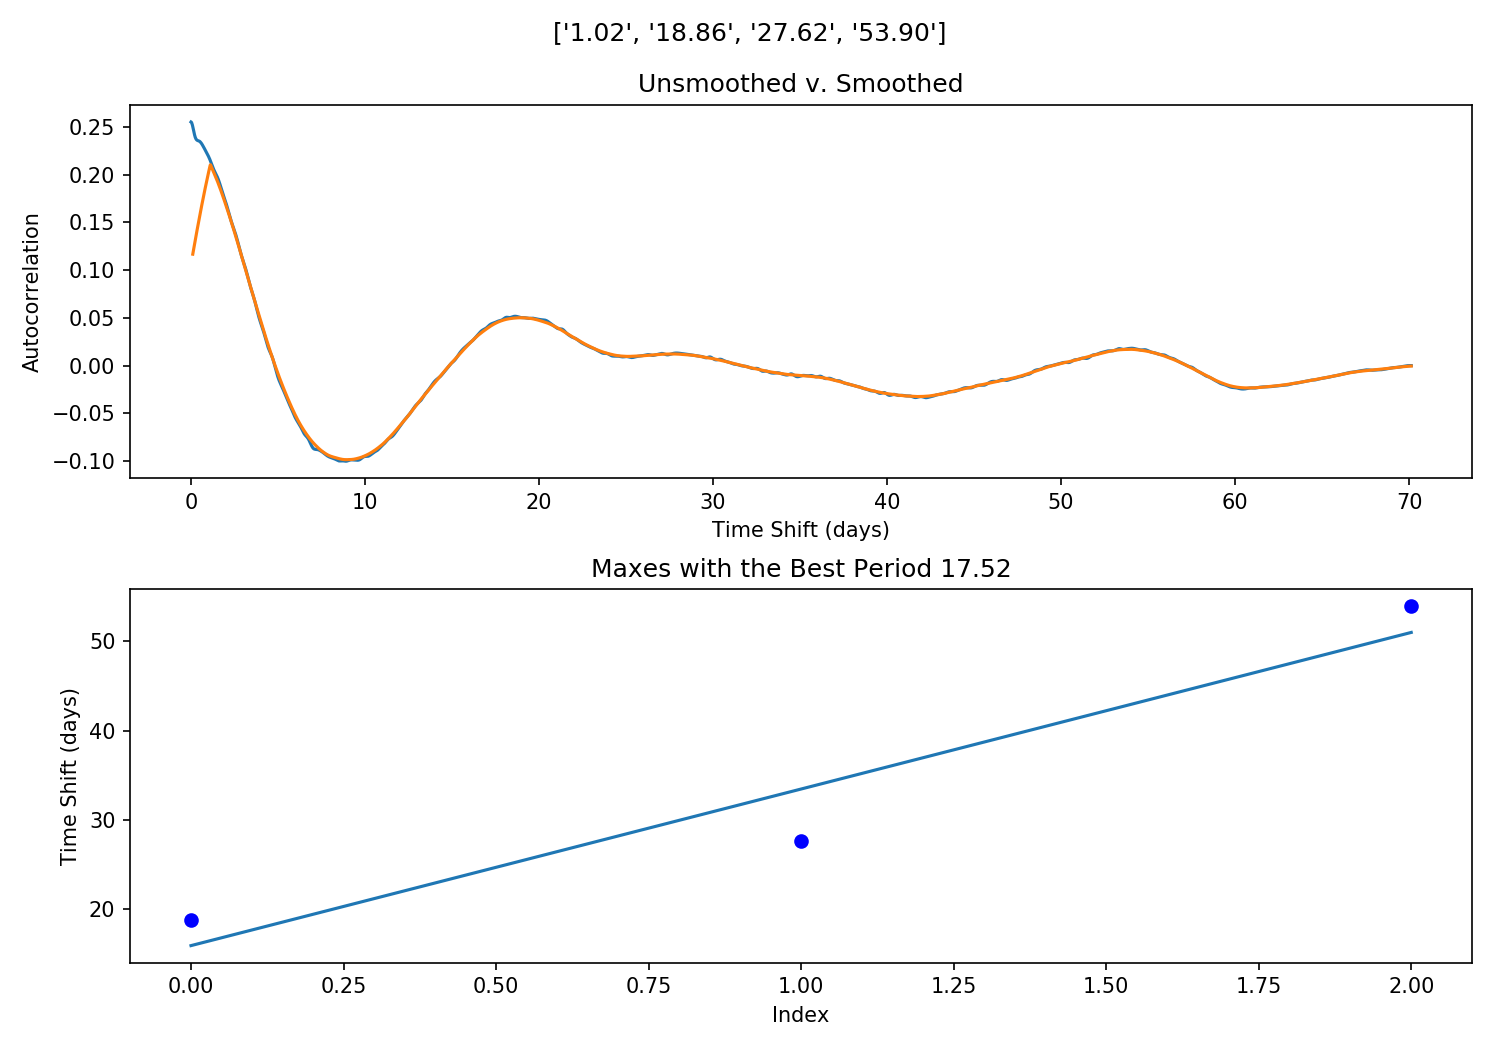 ['1.02', '18.86', '27.62', '53.90']
Unsmoothed v. Smoothed
Autocorrelation
0.25
0.20
0.15
0.10
0.05
0.00
−0.05
−0.10
0 10 20 30 40 50 60 70
Time Shift (days)
Maxes with the Best Period 17.52
Time Shift (days)
50
40
30
20
0.00 0.25 0.50 0.75 1.00 1.25 1.50 1.75 2.00
Index